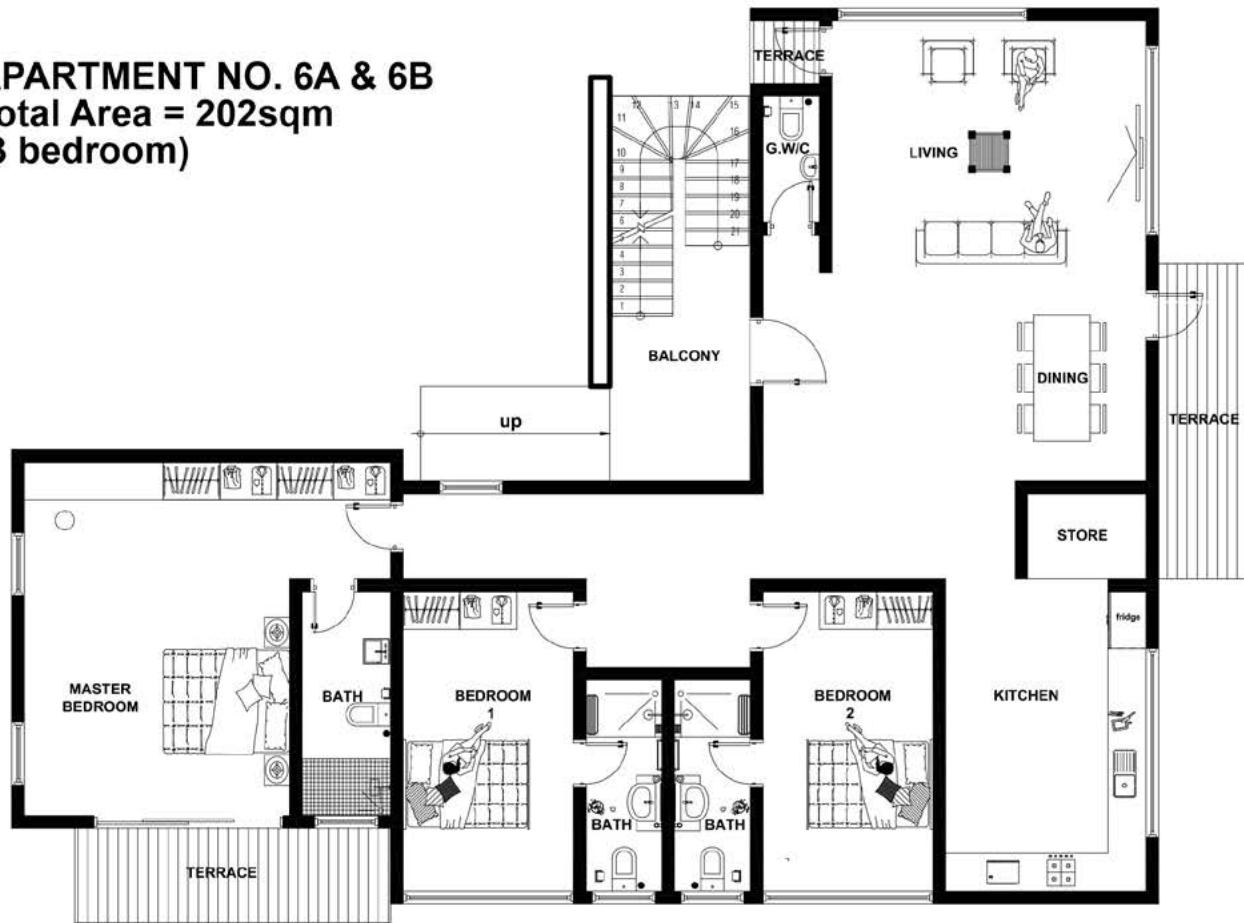 APARTMENT NO. 6A & 6B
otal Area = 202sqm
3 bedroom)
TERRACE
G.W/C
LIVING
12
13
14
15
11
16
10
17
9
18
8
19
7
20
6
21
5
4
3
2
1
BALCONY
DINING
TERRACE
up
STORE
fridge
MASTER
BEDROOM
BATH
BEDROOM
1
BEDROOM
2
KITCHEN
BATH
BATH
TERRACE